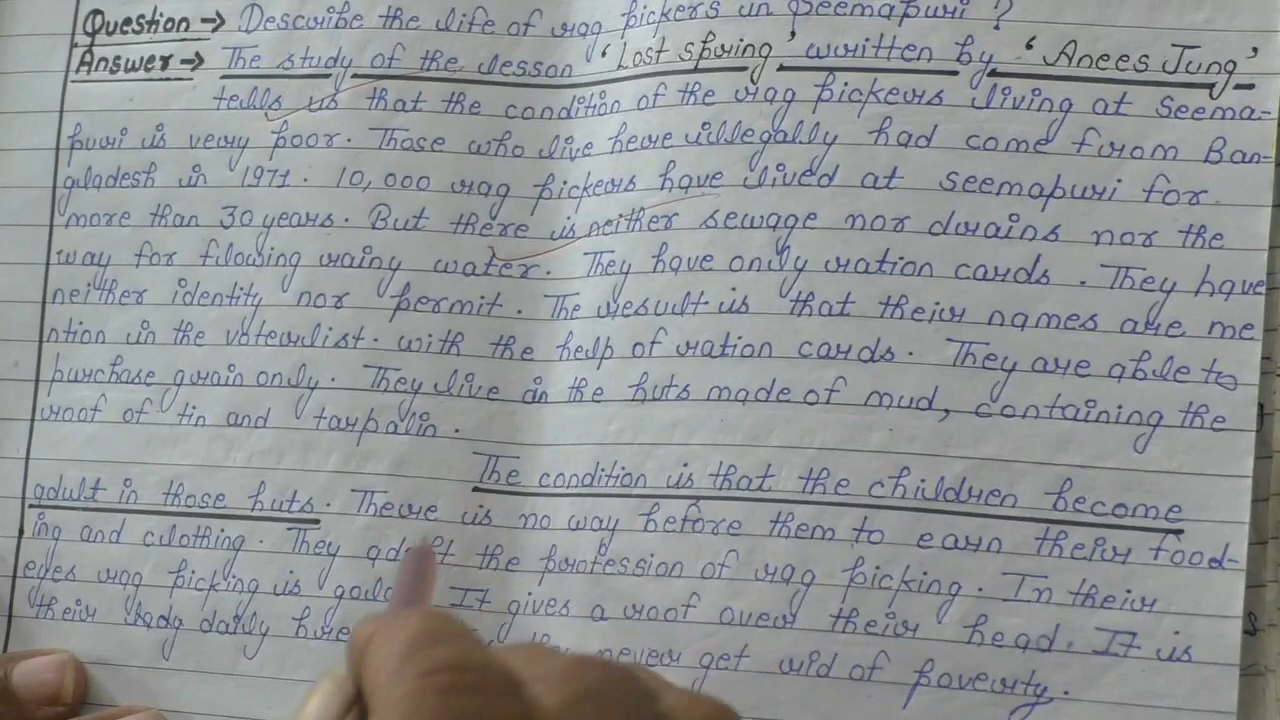 Question → Describe the life of rag pickers in Seemapuri ?
Answer → The study of the lesson 'Lost spring' written by 'Anees Jung'
tells us that the condition of the rag pickers living at Seema-
puri is very poor. Those who live here illegally had come from Ban-
gladesh in 1971. 10,000 rag pickers have lived at seemapuri for
more than 30 years. But there is neither sewage nor drains nor the
way for flowing rainy water. They have only ration cards. They have
neither identity nor permit. The result is that their names are me
ntion in the voterlist. with the help of ration cards. They are able to
purchase grain only. They live in the huts made of mud, containing the
roof of tin and tarpalin.
The condition is that the children become
adult in those huts. There is no way before them to earn their food-
ing and clothing. They the profession of rag picking. In their
eyes rag picking is It gives a roof over their head. It is
their daily never get rid of poverty.